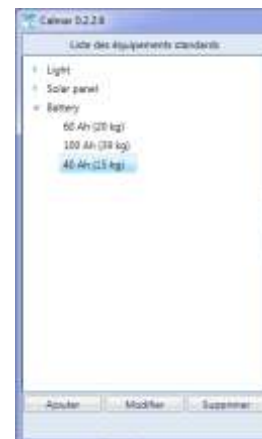 Calmar 0.2.2.8
Liste des équipements standards
Light
Solar panel
Battery
60 Ah (20 kg)
100 Ah (30 kg)
40 Ah (15 kg)
Ajouter Modifier Supprimer